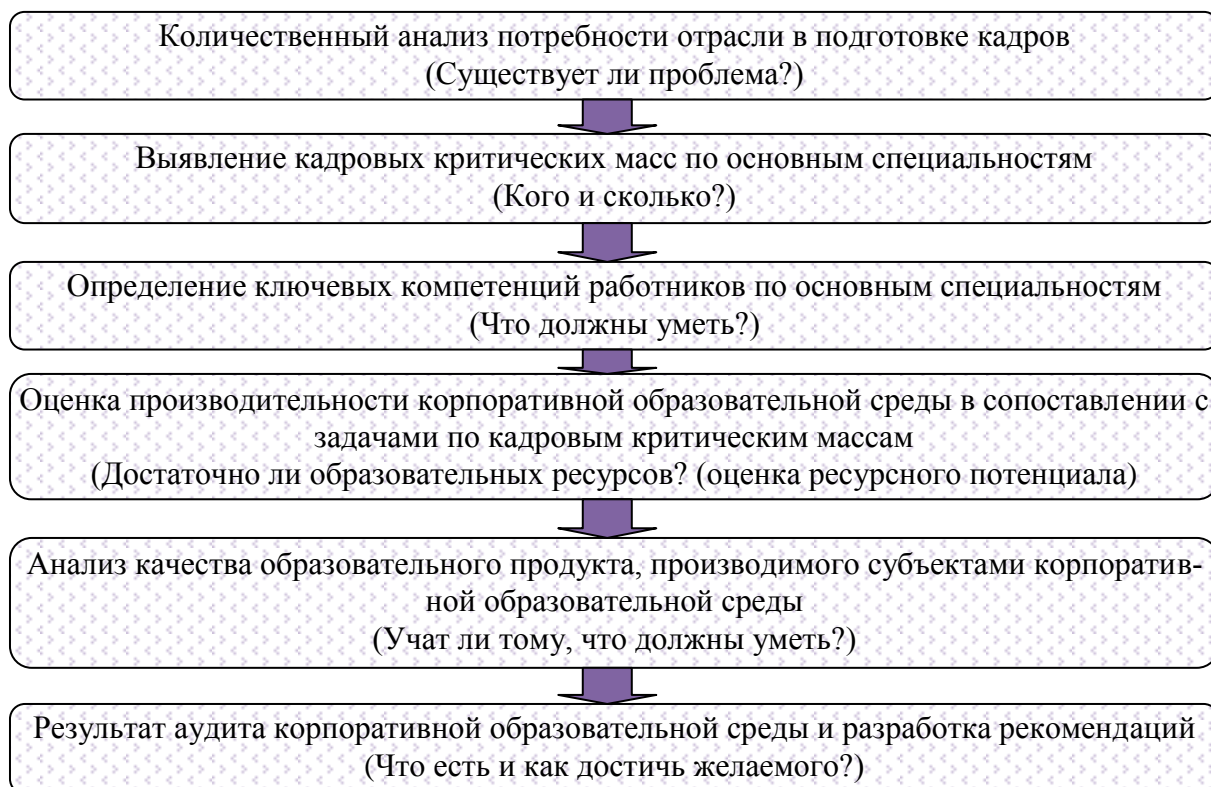 Количественный анализ потребности отрасли в подготовке кадров
(Существует ли проблема?)
Выявление кадровых критических масс по основным специальностям
(Кого и сколько?)
Определение ключевых компетенций работников по основным специальностям
(Что должны уметь?)
Оценка производительности корпоративной образовательной среды в сопоставлении с
задачами по кадровым критическим массам
(Достаточно ли образовательных ресурсов? (оценка ресурсного потенциала)
Анализ качества образовательного продукта, производимого субъектами корпоратив-
ной образовательной среды
(Учат ли тому, что должны уметь?)
Результат аудита корпоративной образовательной среды и разработка рекомендаций
(Что есть и как достичь желаемого?)